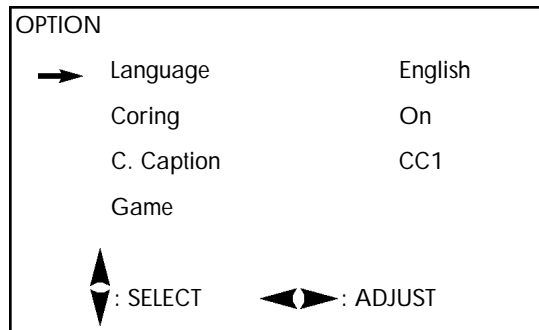 OPTION
Language English
Coring On
C. Caption CC1
Game
: SELECT : ADJUST